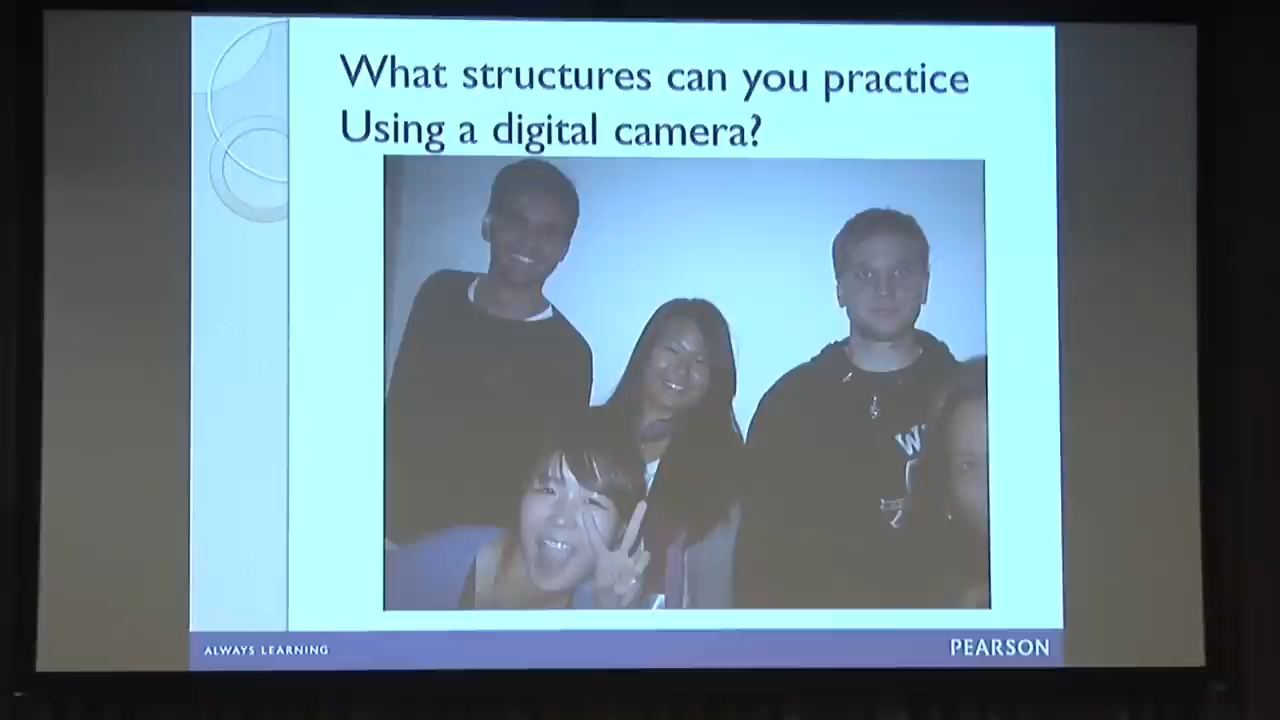 What structures can you practice
Using a digital camera?
W
ALWAYS LEARNING
PEARSON